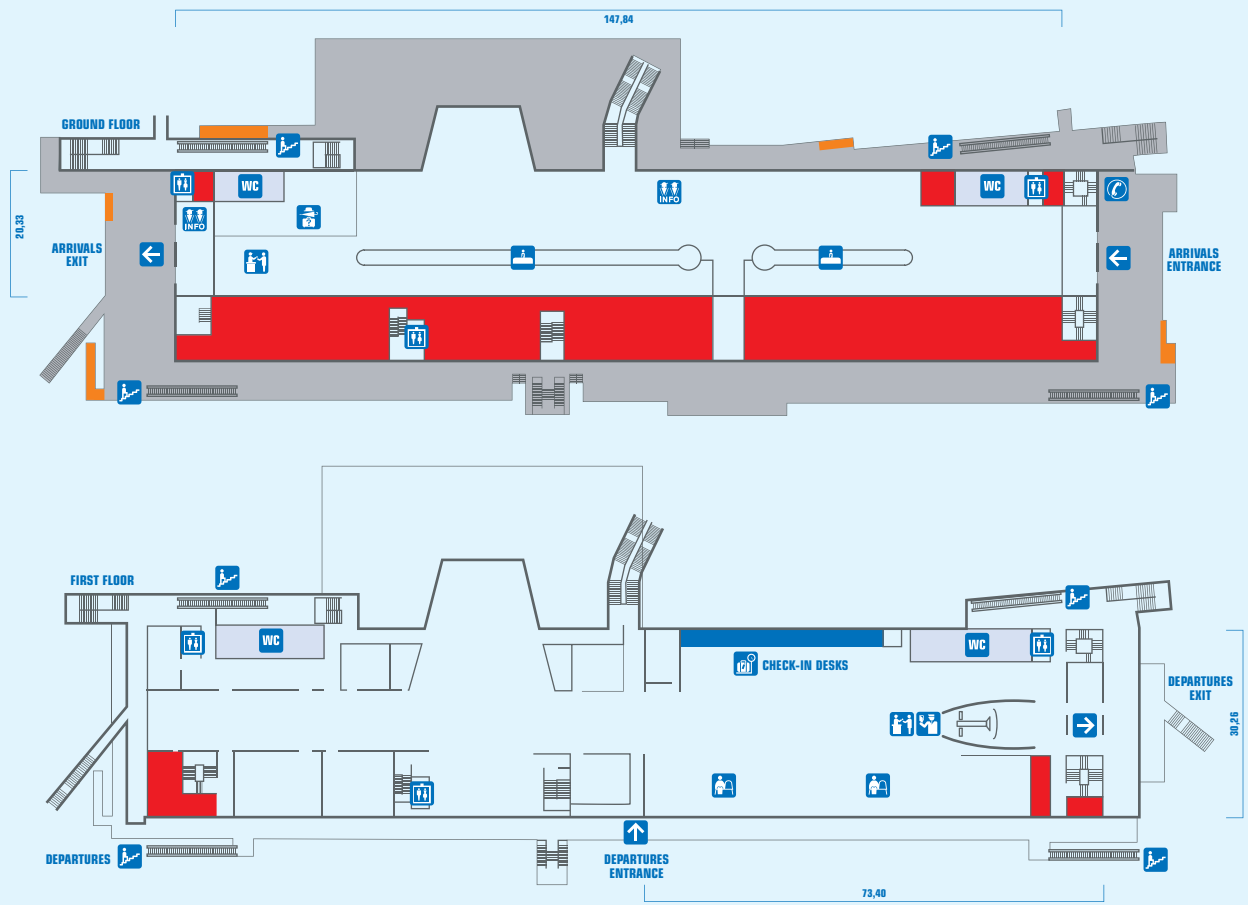 147,84
GROUND FLOOR
WC
WC
INFO
INFO
20,33
ARRIVALS
EXIT
ARRIVALS
ENTRANCE
?
FIRST FLOOR
WC
WC
CHECK-IN DESKS
DEPARTURES
EXIT
30,26
DEPARTURES
DEPARTURES
ENTRANCE
73,40